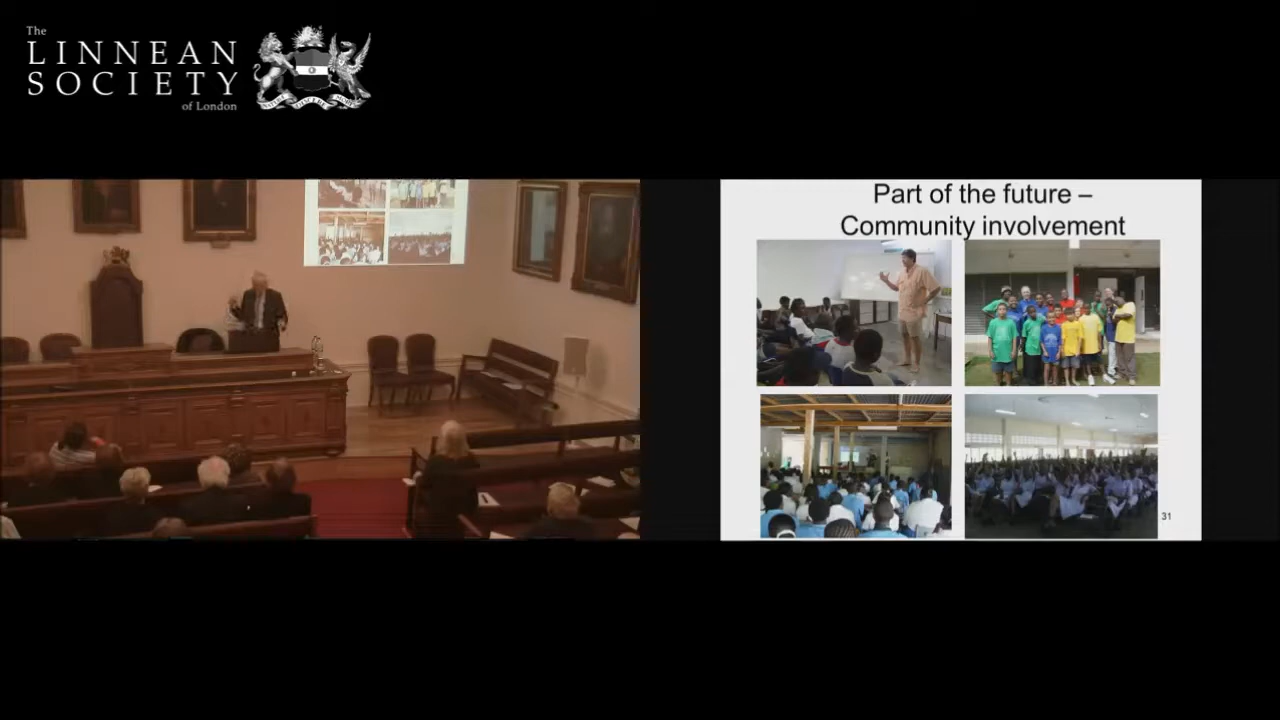 The
LINNEAN
SOCIETY
of London
Part of the future –
Community involvement
31